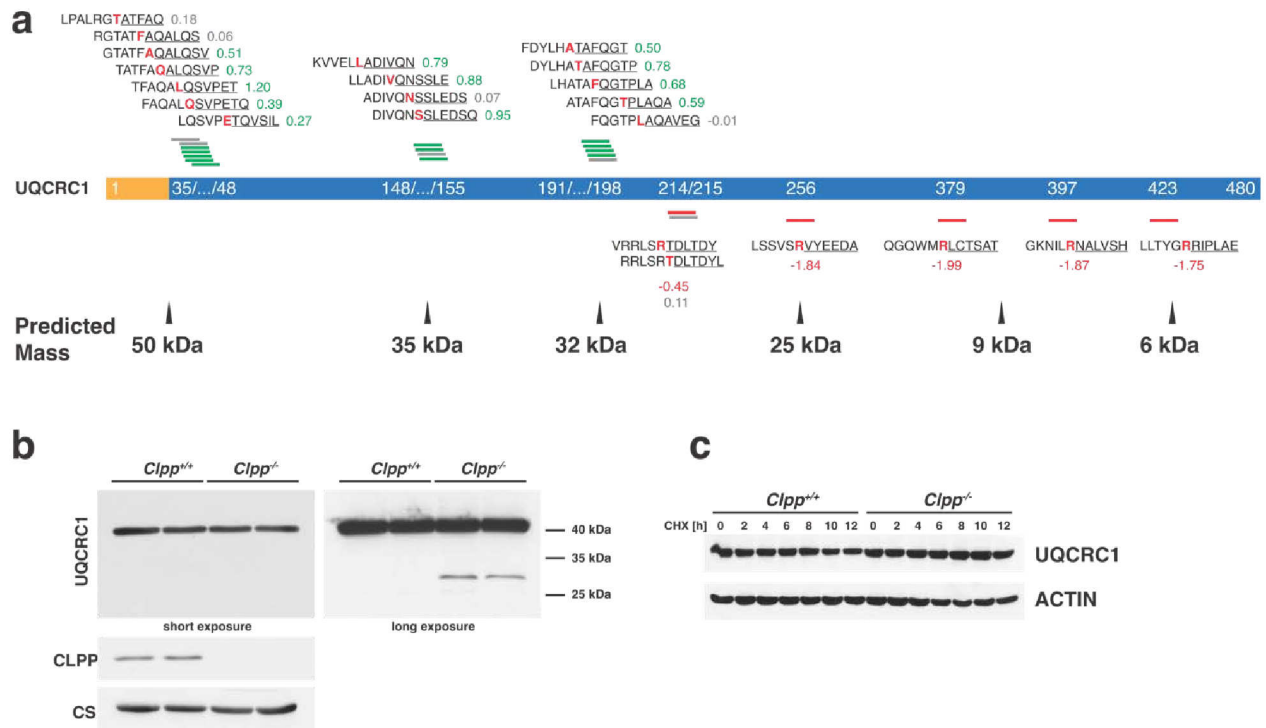 a
LPALRGTATFAQ 0.18
RGTATFAQALQS 0.06
GTATFAQALQSV 0.51
TATFAQALQSVP 0.73
TFAQALQSVPET 1.20
FAQALQSVPETQ 0.39
LQSVPETQVSIL 0.27
KVVELLADIVQN 0.79
LLADIVQNSSLE 0.88
ADIVQNSSLEDS 0.07
DIVQNSSLEDSQ 0.95
FDYLHATAFQGT 0.50
DYLHATAFQGTP 0.78
LHATAFQGTPLA 0.68
ATAFQGTPLAQA 0.59
FQGTPLAQAVEG -0.01
UQCRC1 1 35/.../48 148/.../155 191/.../198 214/215 256 379 397 423 480
VRRLSRTDLTDY LSSVSRVYEEDA QGQWMRLCTSAT GKNILRNALVSH LLTYGRRIPLAE
RRLSRTDLTDYL -1.84 -1.99 -1.87 -1.75
-0.45
0.11
Predicted
Mass
50 kDa 35 kDa 32 kDa 25 kDa 9 kDa 6 kDa
b
Clpp+/+ Clpp-/- Clpp+/+ Clpp-/-
UQCRC1
40 kDa
35 kDa
25 kDa
short exposure long exposure
CLPP
CS
c
Clpp+/+ Clpp-/-
CHX [h] 0 2 4 6 8 10 12 0 2 4 6 8 10 12
UQCRC1
ACTIN